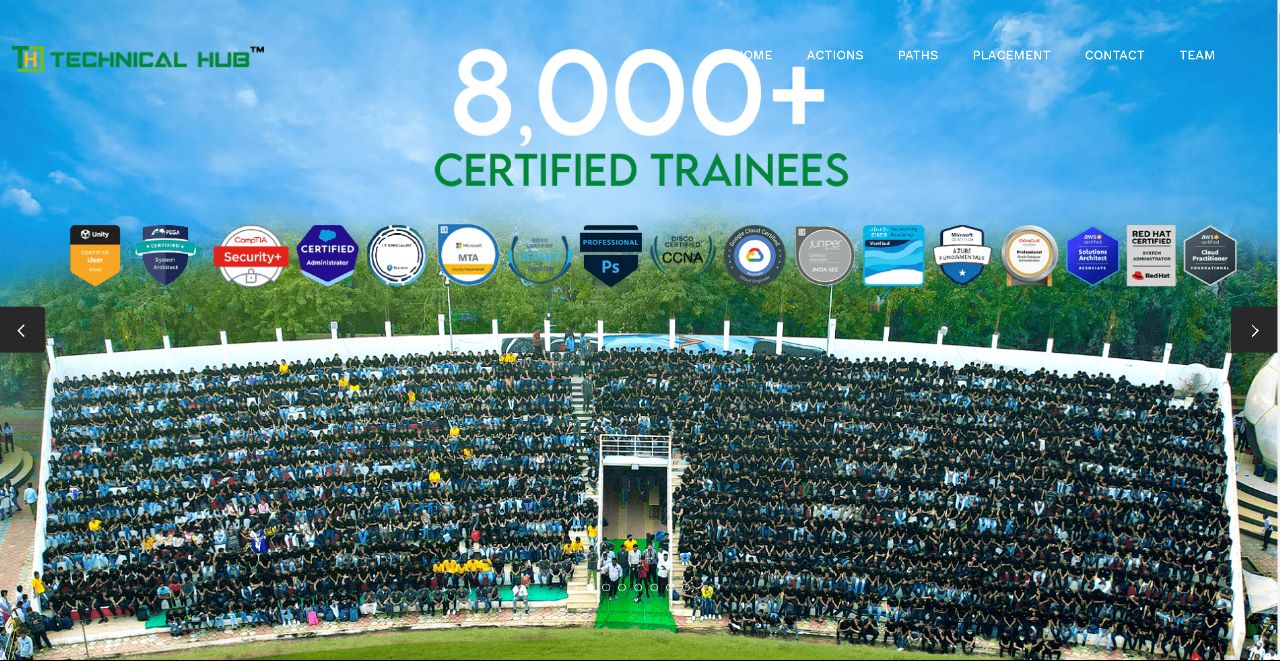 TH TECHNICAL HUB™
HOME ACTIONS PATHS PLACEMENT CONTACT TEAM
8,000+
CERTIFIED TRAINEES
Unity
CERTIFIED
User
PEGA
CERTIFIED
System
Architect
CompTIA
Security+
CERTIFIED
Administrator
IT SPECIALIST
Microsoft
MTA
CISCO
PROFESSIONAL
Ps
CISCO
CERTIFIED
CCNA
Google Cloud Certified
JUNIPER
JNCIA-SEC
Verified
Microsoft
CERTIFIED
AZURE
FUNDAMENTALS
ORACLE
Professional
aws
certified
Solutions
Architect
ASSOCIATE
RED HAT
CERTIFIED
SYSTEM
ADMINISTRATOR
Red Hat
aws
certified
Cloud
Practitioner
FOUNDATIONAL